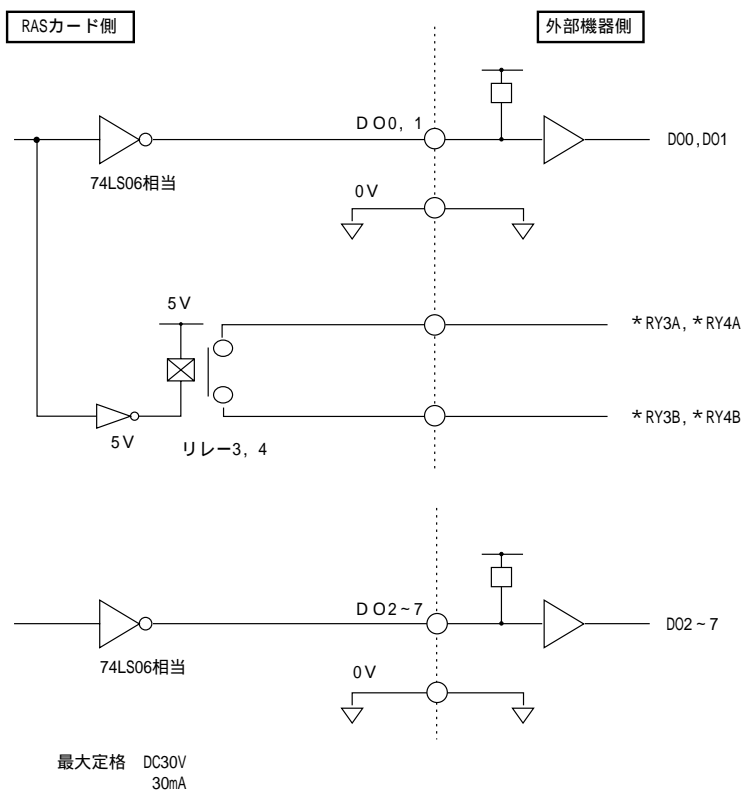 RASカード側
外部機器側
DO0, 1
DO0,DO1
74LS06相当
0V
5V
*RY3A, *RY4A
*RY3B, *RY4B
5V
リレー3, 4
DO2~7
DO2~7
74LS06相当
0V
最大定格 DC30V
30mA